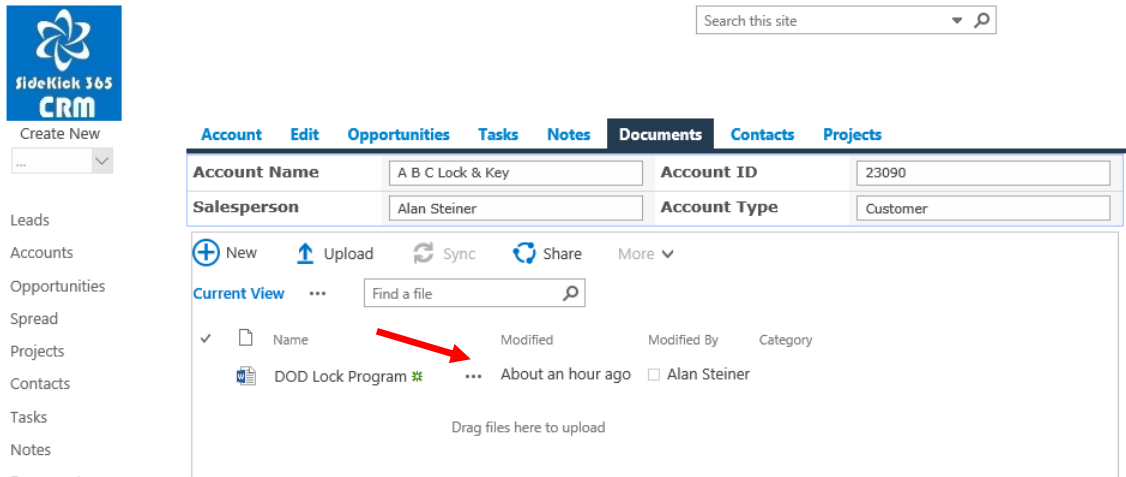 SideKick 365
CRM
Search this site
Create New
...
Account Edit Opportunities Tasks Notes Documents Contacts Projects
Account Name A B C Lock & Key Account ID 23090
Salesperson Alan Steiner Account Type Customer
Leads
Accounts
Opportunities
Spread
Projects
Contacts
Tasks
Notes
New Upload Sync Share More
Current View ... Find a file
Name Modified Modified By Category
DOD Lock Program ... About an hour ago Alan Steiner
Drag files here to upload